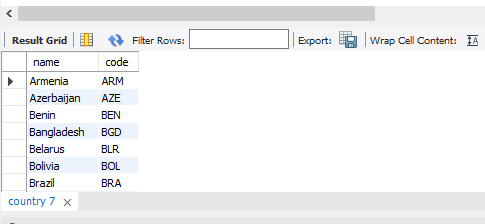 Result Grid Filter Rows: Export: Wrap Cell Content:
name code
Armenia ARM
Azerbaijan AZE
Benin BEN
Bangladesh BGD
Belarus BLR
Bolivia BOL
Brazil BRA
country 7